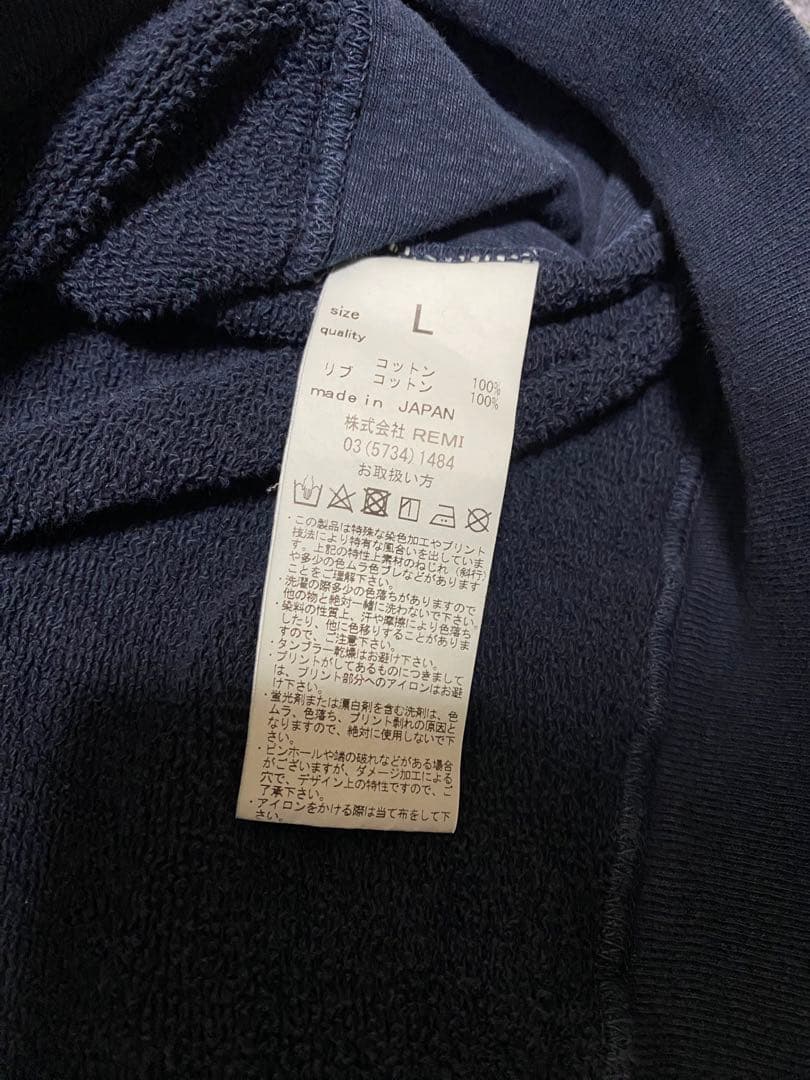 size L
quality
コットン 100%
リブ コットン 100%
made in JAPAN
株式会社 REMI
03(5734)1484
お取扱い方
・この製品は特殊な染色加工やプリント
技法により特有な風合いを出していま
す。上記の特性上素材のねじれ(斜行)
や多少の色ムラ色ブレなどがあります
ことをご理解下さい。
・洗濯の際多少の色落ちがありますので
他の物と絶対一緒に洗わないで下さい。
・染料の性質上、汗や摩擦により色落ち
したり、他に色移りすることがありま
すので、ご注意下さい。
・タンブラー乾燥はお避け下さい。
・プリントがしてあるものにつきまして
は、プリント部分へのアイロンはお避
け下さい。
・蛍光剤または漂白剤を含む洗剤は、色
ムラ、色落ち、プリント剥れの原因と
なりますので、絶対に使用しないで下
さい。
・ピンホールや端の破れなどがある場合
がございますが、ダメージ加工による
穴で、デザイン上の特性ですので、ご
了承下さい。
・アイロンをかける際は当て布をして下
さい。